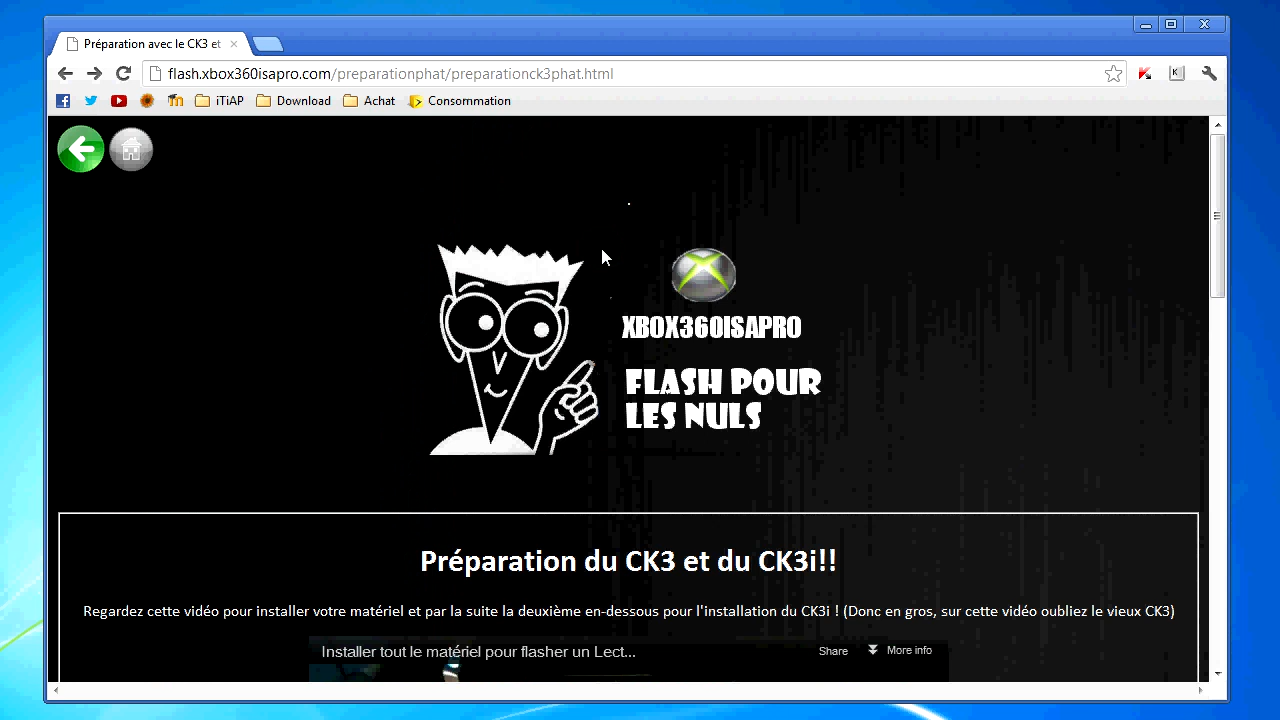 Préparation avec le CK3 et
flash.xbox360isapro.com/preparationphat/preparationck3phat.html
iTiAP Download Achat Consommation
XBOX360ISAPRO
FLASH POUR
LES NULS
Préparation du CK3 et du CK3i!!
Regardez cette vidéo pour installer votre matériel et par la suite la deuxième en-dessous pour l'installation du CK3i ! (Donc en gros, sur cette vidéo oubliez le vieux CK3)
Installer tout le matériel pour flasher un Lect... Share More info